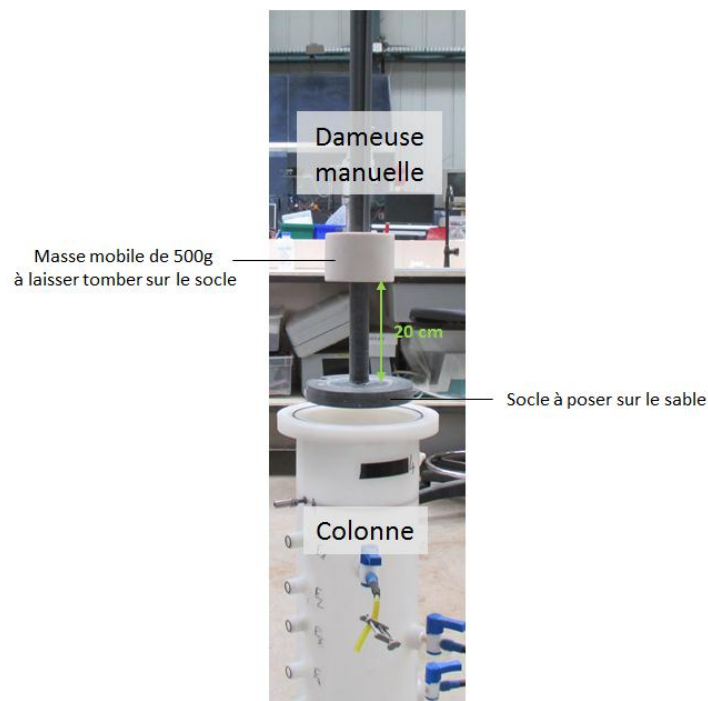 Dameuse
manuelle
Masse mobile de 500g
à laisser tomber sur le socle
20 cm
Socle à poser sur le sable
4
Colonne